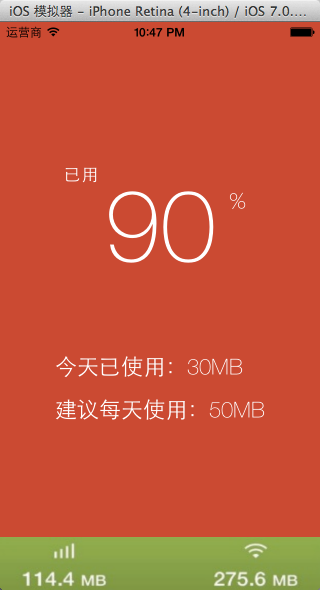 iOS 模拟器 - iPhone Retina (4-inch) / iOS 7.0....
运营商 10:47 PM
已用
90 %
今天已使用：30MB
建议每天使用：50MB
114.4 MB 275.6 MB